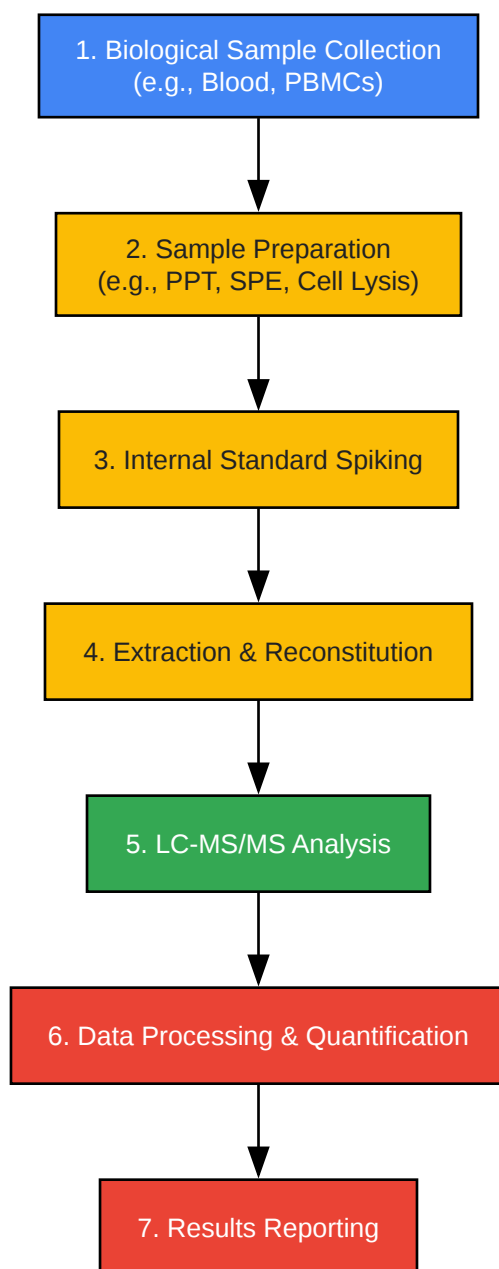 1. Biological Sample Collection
(e.g., Blood, PBMCs)
2. Sample Preparation
(e.g., PPT, SPE, Cell Lysis)
3. Internal Standard Spiking
4. Extraction & Reconstitution
5. LC-MS/MS Analysis
6. Data Processing & Quantification
7. Results Reporting